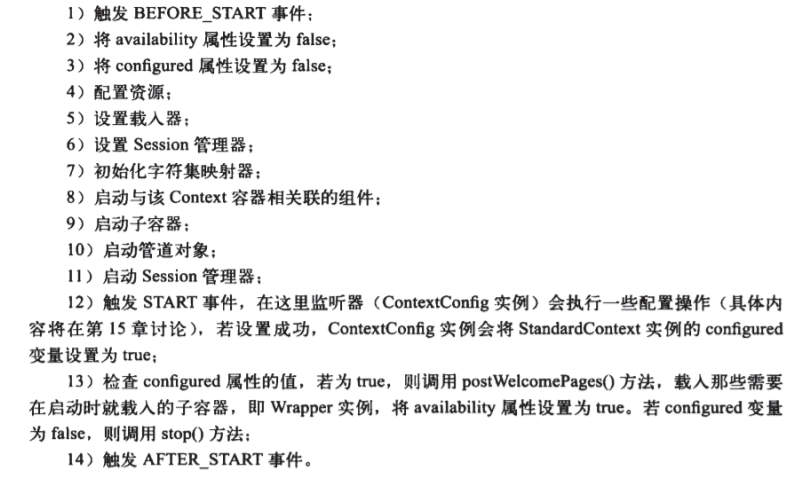 1）触发 BEFORE_START 事件；
2）将 availability 属性设置为 false；
3）将 configured 属性设置为 false；
4）配置资源；
5）设置载入器；
6）设置 Session 管理器；
7）初始化字符集映射器；
8）启动与该 Context 容器相关联的组件；
9）启动子容器；
10）启动管道对象；
11）启动 Session 管理器；
12）触发 START 事件，在这里监听器（ContextConfig 实例）会执行一些配置操作（具体内
容将在第 15 章讨论），若设置成功，ContextConfig 实例会将 StandardContext 实例的 configured
变量设置为 true；
13）检查 configured 属性的值，若为 true，则调用 postWelcomePages() 方法，载入那些需要
在启动时就载入的子容器，即 Wrapper 实例，将 availability 属性设置为 true。若 configured 变量
为 false，则调用 stop() 方法；
14）触发 AFTER_START 事件。